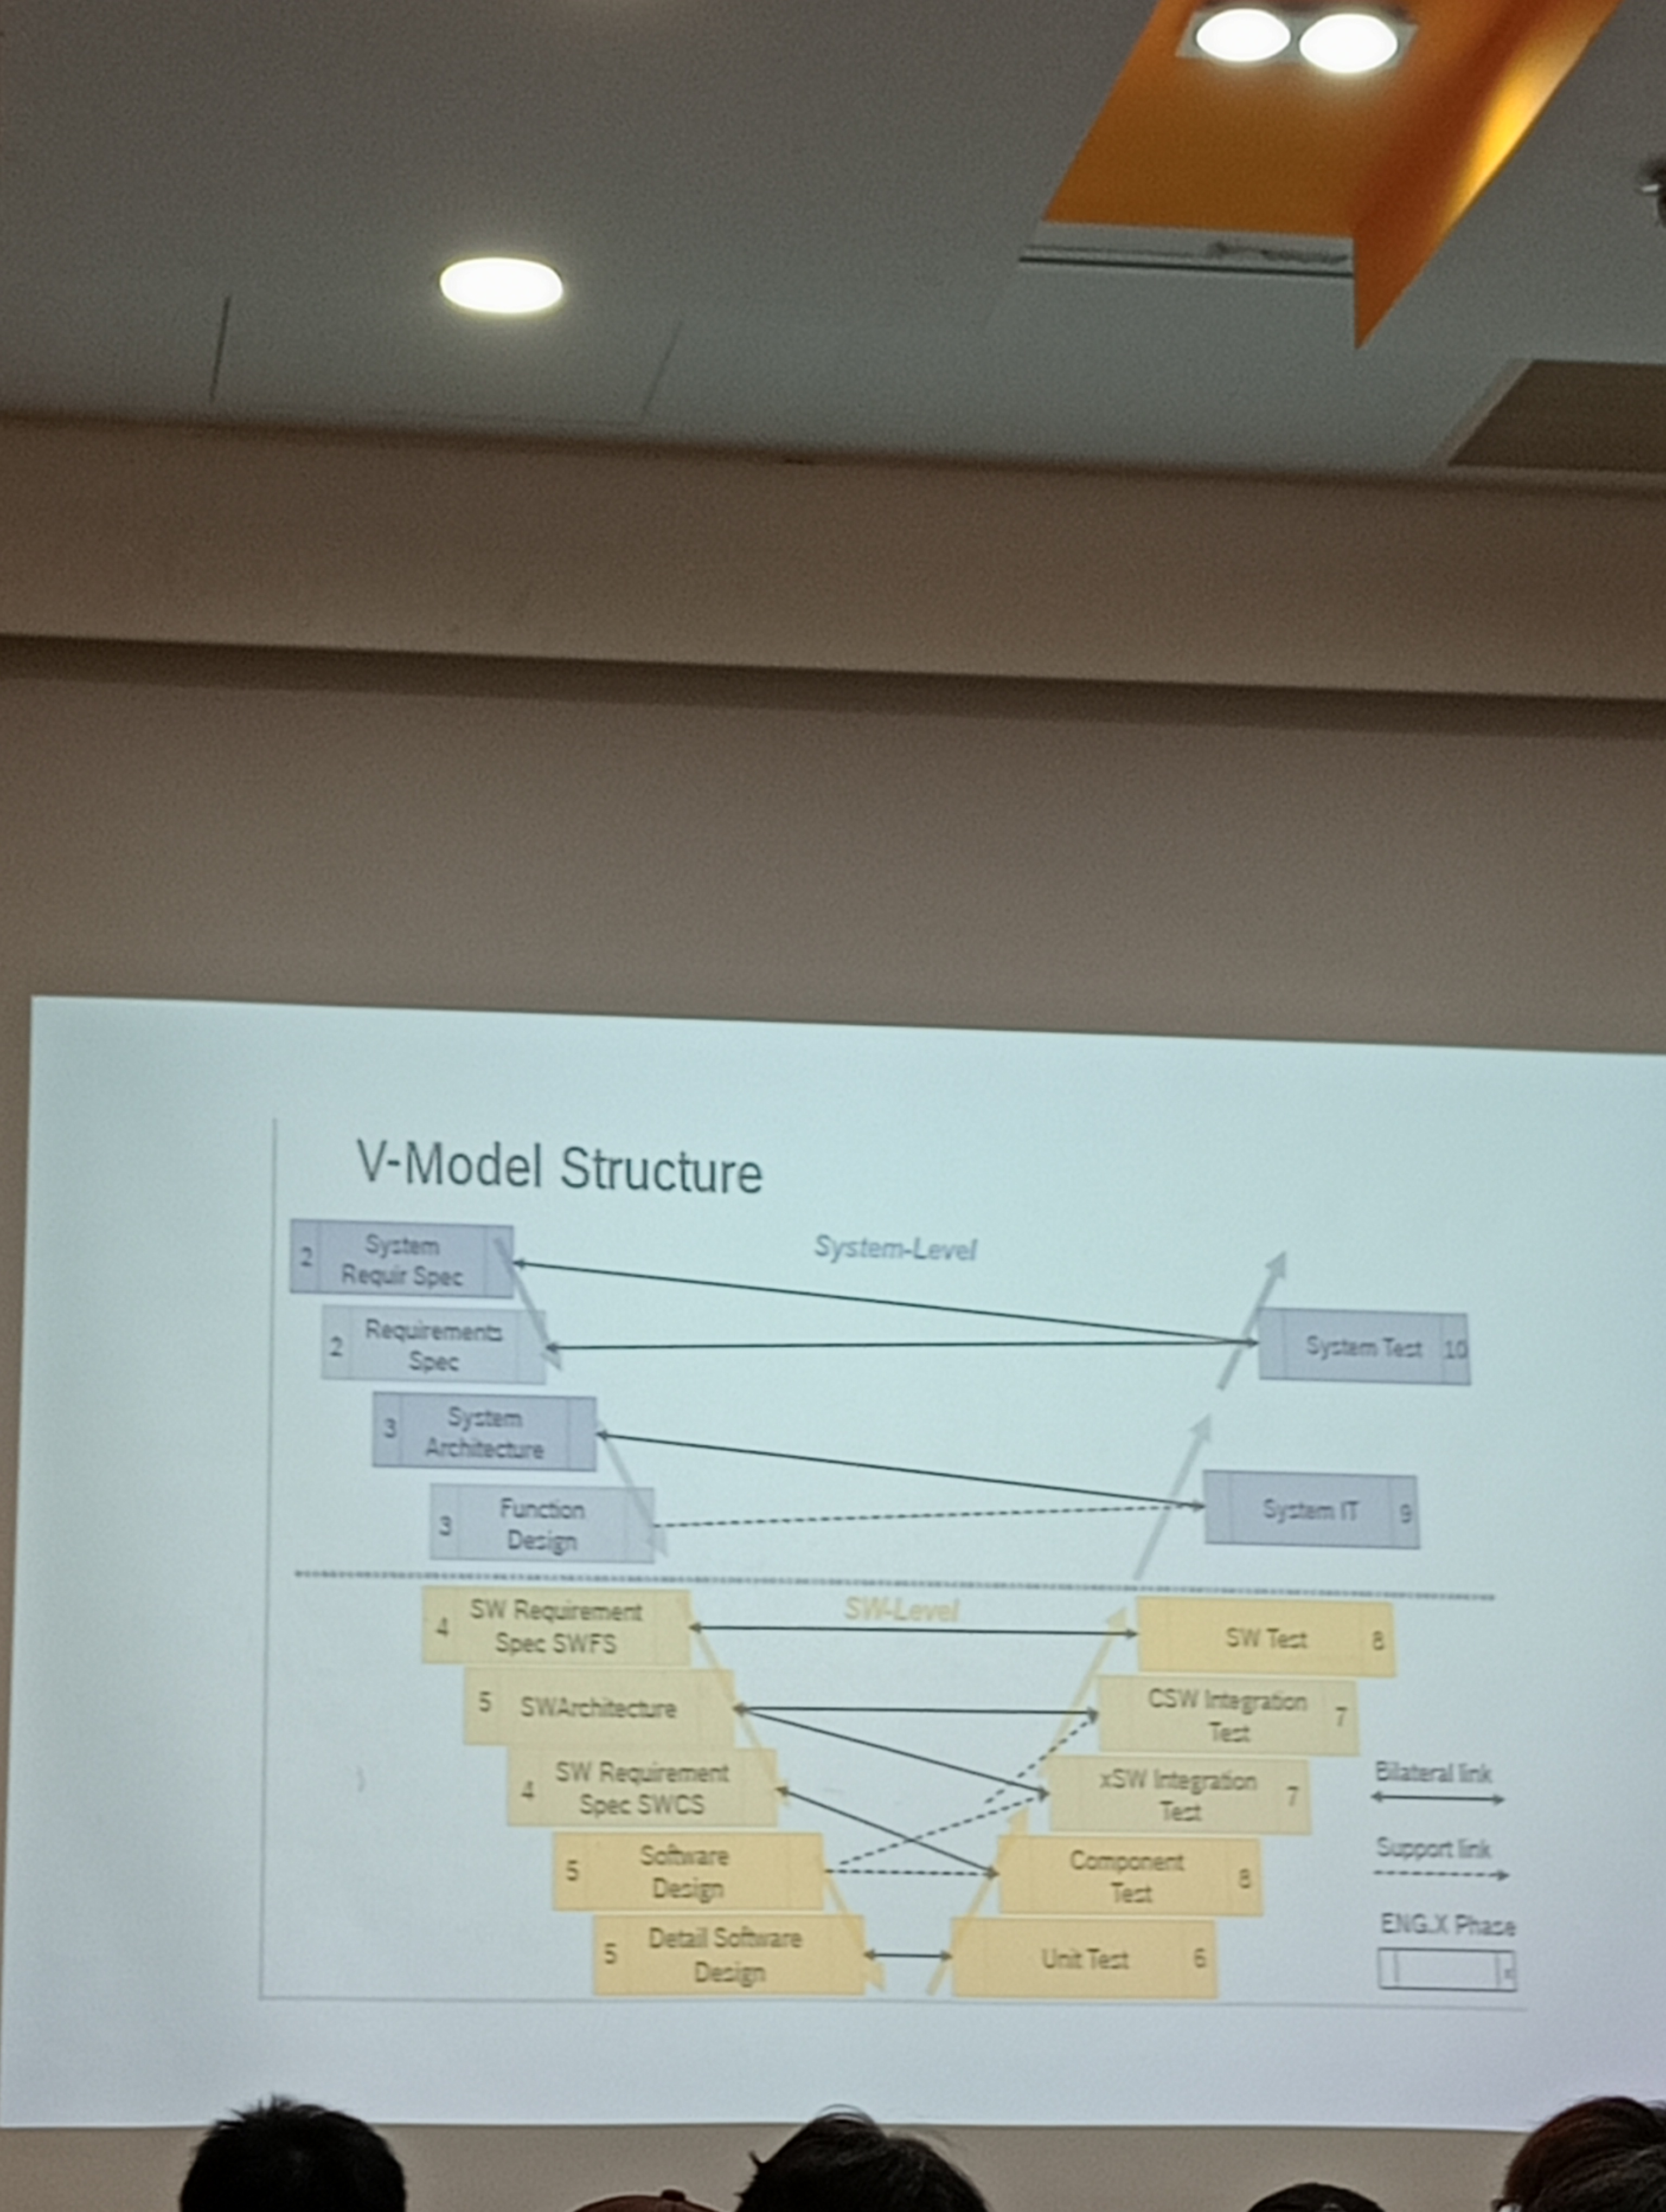 V-Model Structure
System-Level
2
System
Requir Spec
2
Requirements
Spec
System Test
10
3
System
Architecture
3
Function
Design
System IT
9
SW-Level
4
SW Requirement
Spec SWFS
SW Test
8
5
SWArchitecture
CSW Integration
Test
7
4
SW Requirement
Spec SWCS
xSW Integration
Test
7
5
Software
Design
Component
Test
8
5
Detail Software
Design
Unit Test
6
Bilateral link
Support link
ENG.X Phase